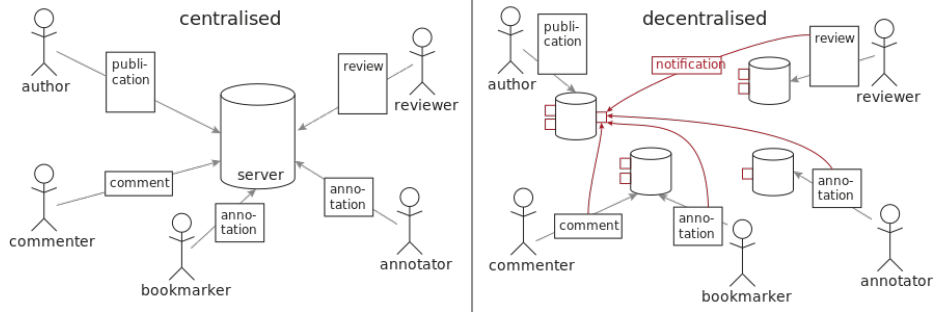 centralised
publi-
cation
author
review
reviewer
server
comment
commenter
anno-
tation
bookmarker
anno-
tation
annotator
decentralised
publi-
cation
author
notification
review
reviewer
comment
commenter
anno-
tation
bookmarker
anno-
tation
annotator